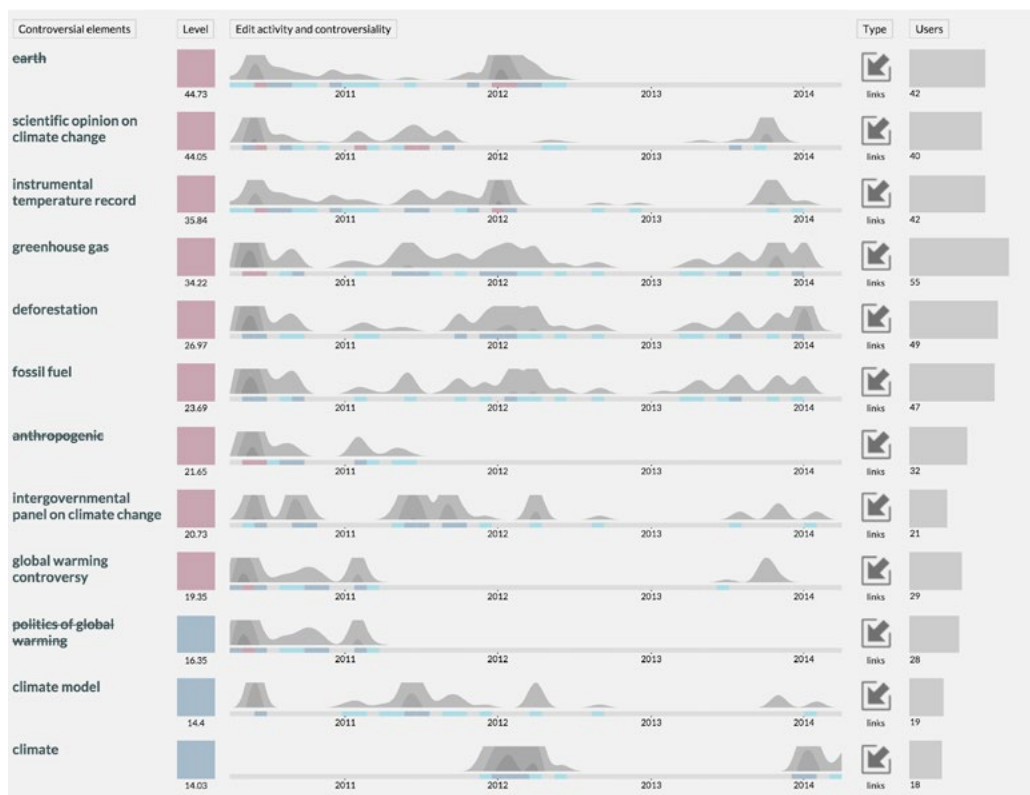 Controversial elements Level Edit activity and controversiality Type Users
earth
44.73 2011 2012 2013 2014 links 42
scientific opinion on
climate change
44.05 2011 2012 2013 2014 links 40
instrumental
temperature record
35.84 2011 2012 2013 2014 links 42
greenhouse gas
34.22 2011 2012 2013 2014 links 55
deforestation
26.97 2011 2012 2013 2014 links 49
fossil fuel
23.69 2011 2012 2013 2014 links 47
anthropogenic
21.65 2011 2012 2013 2014 links 32
intergovernmental
panel on climate change
20.73 2011 2012 2013 2014 links 21
global warming
controversy
19.35 2011 2012 2013 2014 links 29
politics of global
warming
16.35 2011 2012 2013 2014 links 28
climate model
14.4 2011 2012 2013 2014 links 19
climate
14.03 2011 2012 2013 2014 links 18